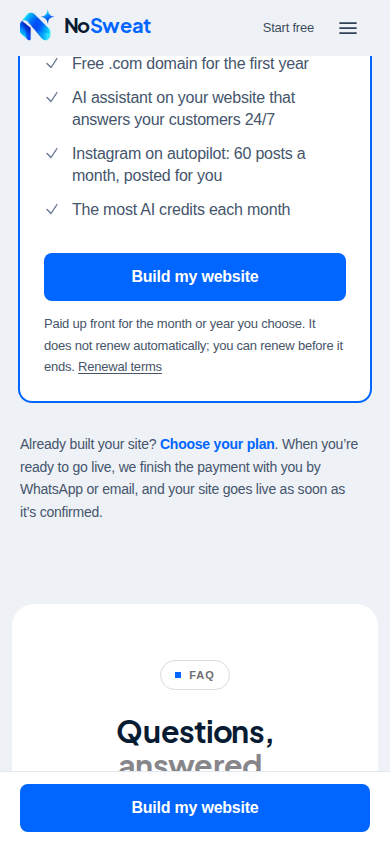 NoSweat
Start free
Free .com domain for the first year
AI assistant on your website that
answers your customers 24/7
Instagram on autopilot: 60 posts a
month, posted for you
The most AI credits each month
Build my website
Paid up front for the month or year you choose. It
does not renew automatically; you can renew before it
ends. Renewal terms
Already built your site? Choose your plan. When you’re
ready to go live, we finish the payment with you by
WhatsApp or email, and your site goes live as soon as
it’s confirmed.
FAQ
Questions,
answered
Build my website